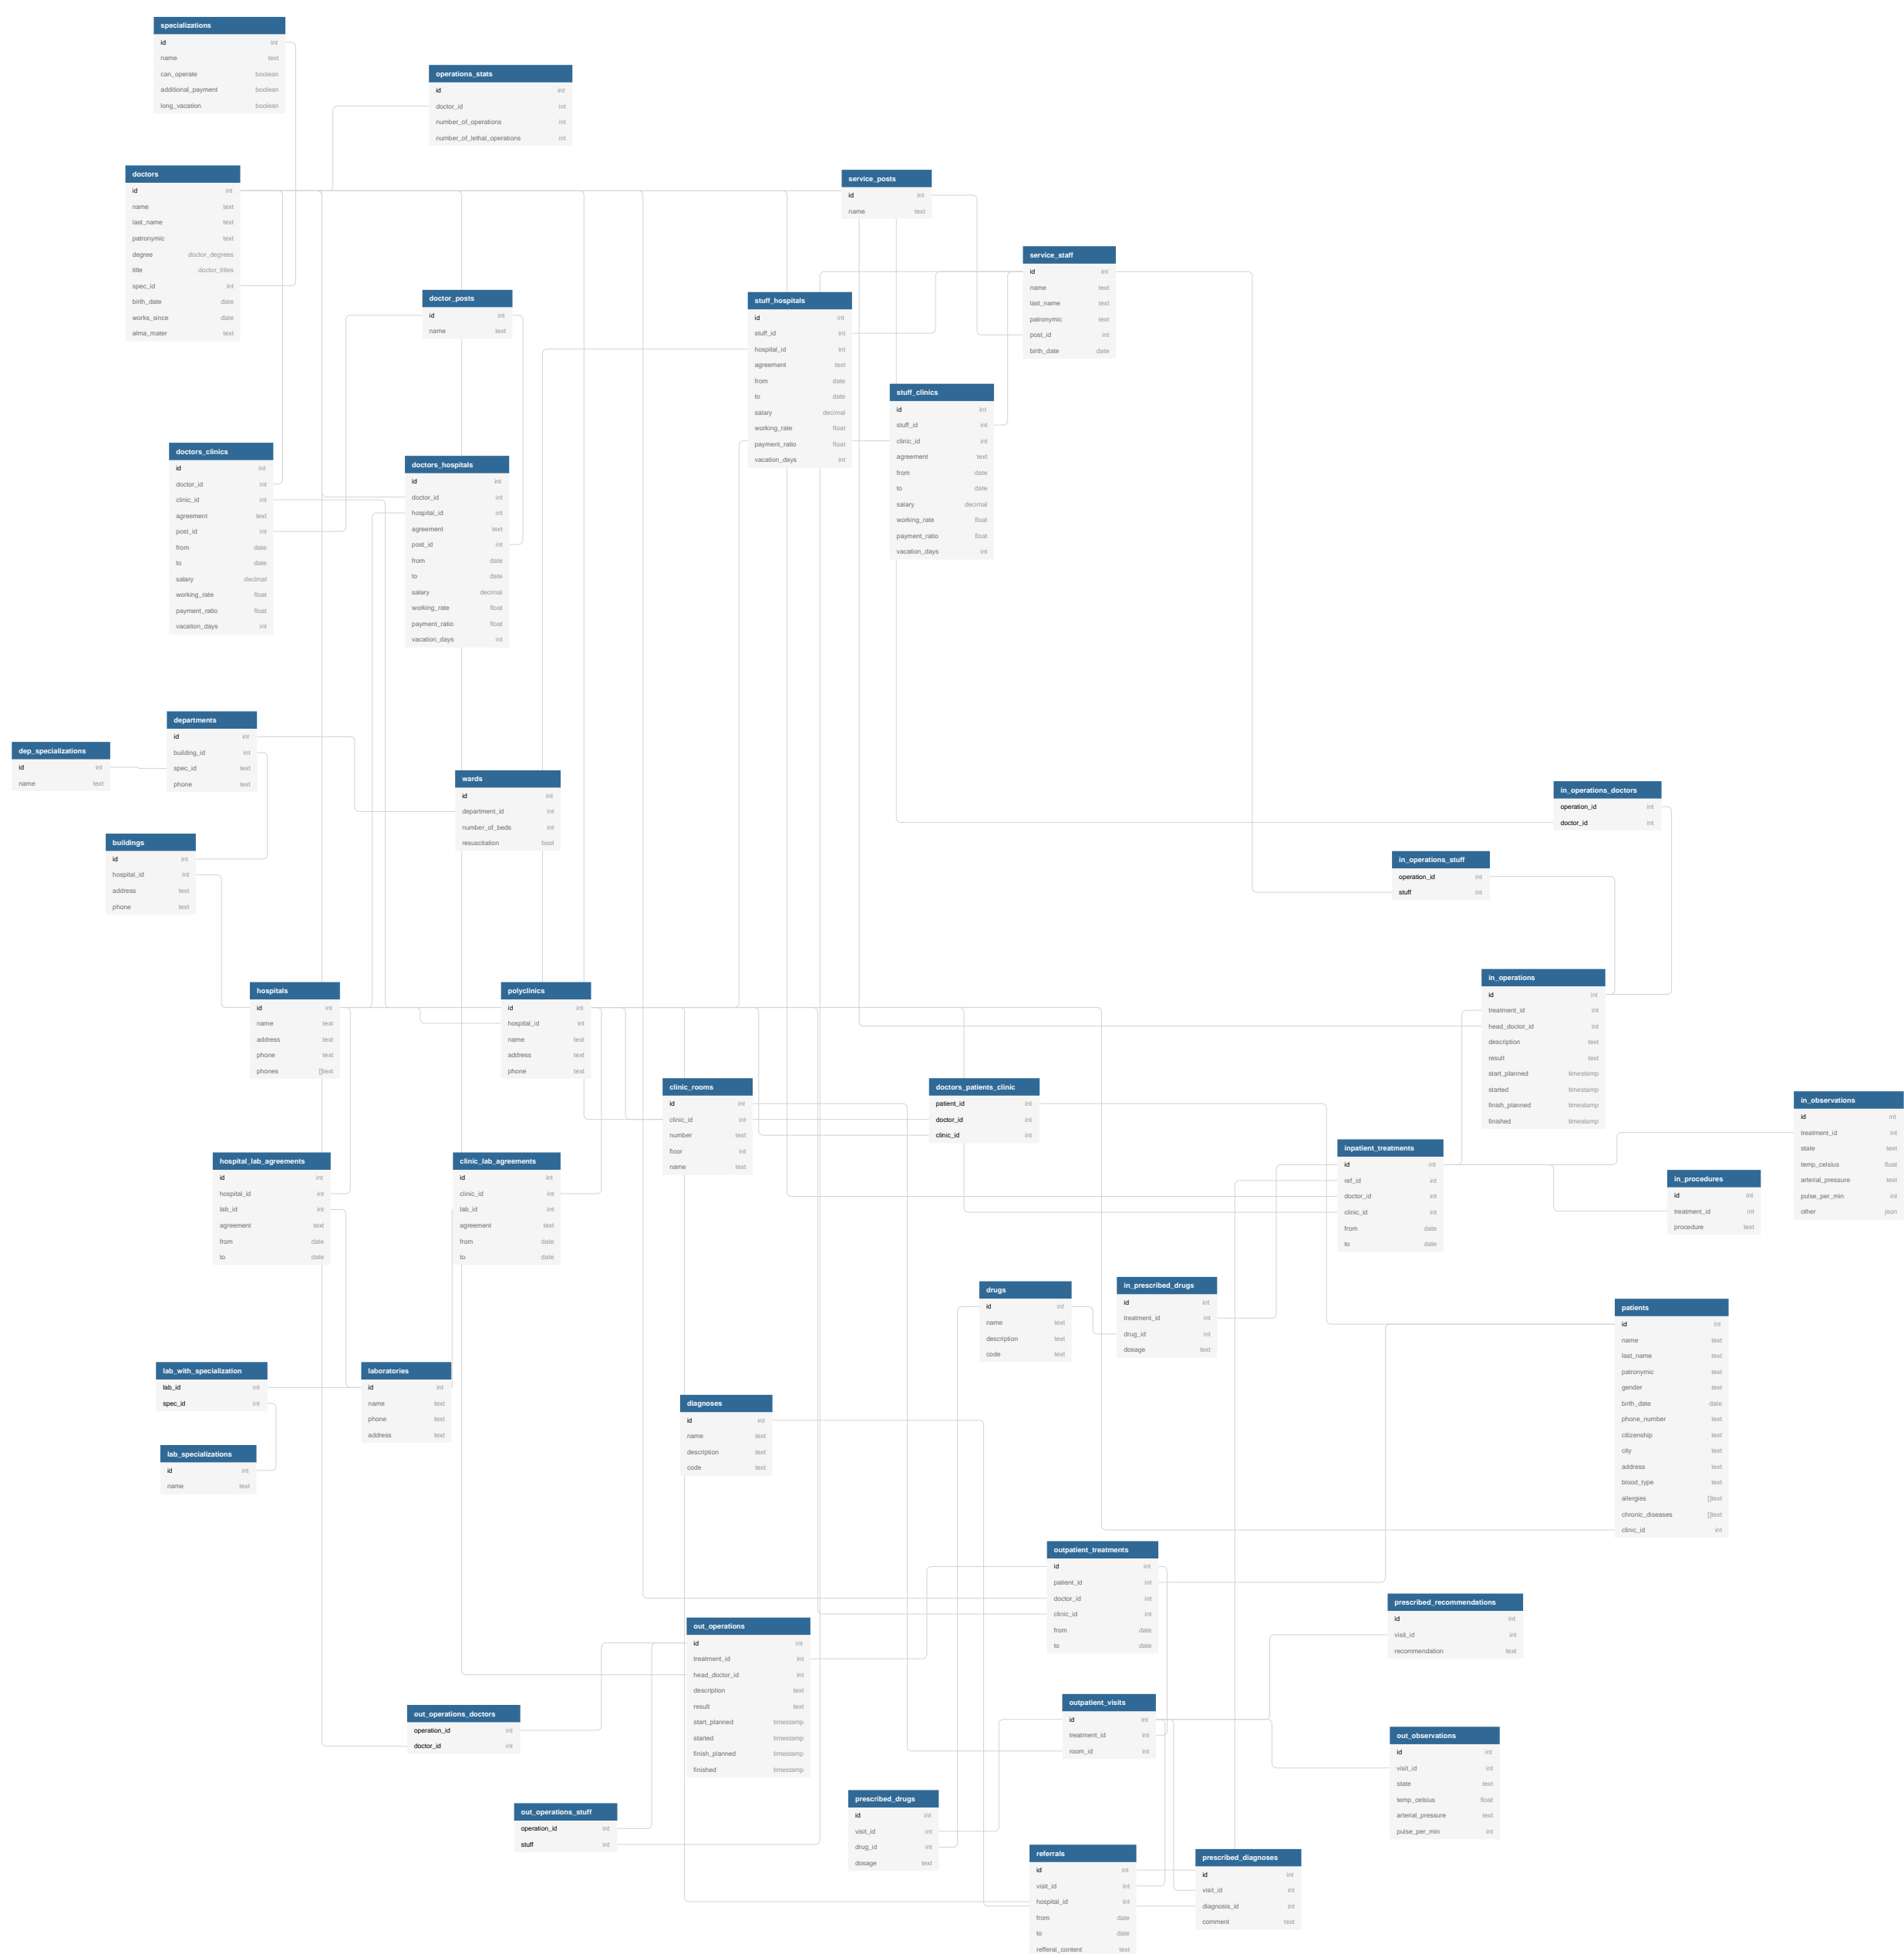 specializations
id int
name text
can_operate boolean
additional_payment boolean
long_vacation boolean
operations_stats
id int
doctor_id int
number_of_operations int
number_of_lethal_operations int
doctors
id int
name text
last_name text
patronymic text
degree doctor_degrees
title doctor_titles
spec_id int
birth_date date
works_since date
alma_mater text
service_posts
id int
name text
service_staff
id int
name text
last_name text
patronymic text
post_id int
birth_date date
doctor_posts
id int
name text
stuff_hospitals
id int
stuff_id int
hospital_id int
agreement text
from date
to date
salary decimal
working_rate float
payment_ratio float
vacation_days int
stuff_clinics
id int
stuff_id int
clinic_id int
agreement text
from date
to date
salary decimal
working_rate float
payment_ratio float
vacation_days int
doctors_clinics
id int
doctor_id int
clinic_id int
agreement text
post_id int
from date
to date
salary decimal
working_rate float
payment_ratio float
vacation_days int
doctors_hospitals
id int
doctor_id int
hospital_id int
agreement text
post_id int
from date
to date
salary decimal
working_rate float
payment_ratio float
vacation_days int
departments
id int
building_id int
spec_id text
phone text
dep_specializations
id int
name text
wards
id int
department_id int
number_of_beds int
resuscitation bool
in_operations_doctors
operation_id int
doctor_id int
buildings
id int
hospital_id int
address text
phone text
in_operations_stuff
operation_id int
stuff int
in_operations
id int
treatment_id int
head_doctor_id int
description text
result text
start_planned timestamp
started timestamp
finish_planned timestamp
finished timestamp
hospitals
id int
name text
address text
phone text
phones []text
polyclinics
id int
hospital_id int
name text
address text
phone text
clinic_rooms
id int
clinic_id int
number text
floor int
name text
doctors_patients_clinic
patient_id int
doctor_id int
clinic_id int
in_observations
id int
treatment_id int
state text
temp_celsius float
arterial_pressure text
pulse_per_min int
other json
inpatient_treatments
id int
ref_id int
doctor_id int
clinic_id int
from date
to date
hospital_lab_agreements
id int
hospital_id int
lab_id int
agreement text
from date
to date
clinic_lab_agreements
id int
clinic_id int
lab_id int
agreement text
from date
to date
in_procedures
id int
treatment_id int
procedure text
drugs
id int
name text
description text
code text
in_prescribed_drugs
id int
treatment_id int
drug_id int
dosage text
patients
id int
name text
last_name text
patronymic text
gender text
birth_date date
phone_number text
citizenship text
city text
address text
blood_type text
allergies []text
chronic_diseases []text
clinic_id int
lab_with_specialization
lab_id int
spec_id int
laboratories
id int
name text
phone text
address text
diagnoses
id int
name text
description text
code text
lab_specializations
id int
name text
outpatient_treatments
id int
patient_id int
doctor_id int
clinic_id int
from date
to date
prescribed_recommendations
id int
visit_id int
recommendation text
out_operations
id int
treatment_id int
head_doctor_id int
description text
result text
start_planned timestamp
started timestamp
finish_planned timestamp
finished timestamp
outpatient_visits
id int
treatment_id int
room_id int
out_operations_doctors
operation_id int
doctor_id int
out_observations
id int
visit_id int
state text
temp_celsius float
arterial_pressure text
pulse_per_min int
prescribed_drugs
id int
visit_id int
drug_id int
dosage text
out_operations_stuff
operation_id int
stuff int
referrals
id int
visit_id int
hospital_id int
from date
to date
refferal_content text
prescribed_diagnoses
id int
visit_id int
diagnosis_id int
comment text